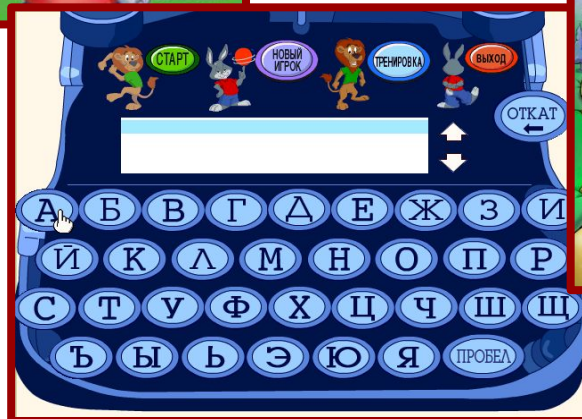 СТАРТ
НОВЫЙ
ИГРОК
ТРЕНИРОВКА
ВЫХОД
ОТКАТ
А Б В Г Д Е Ж З И
Й К Л М Н О П Р
С Т У Ф Х Ц Ч Ш Щ
Ъ Ы Ь Э Ю Я ПРОБЕЛ